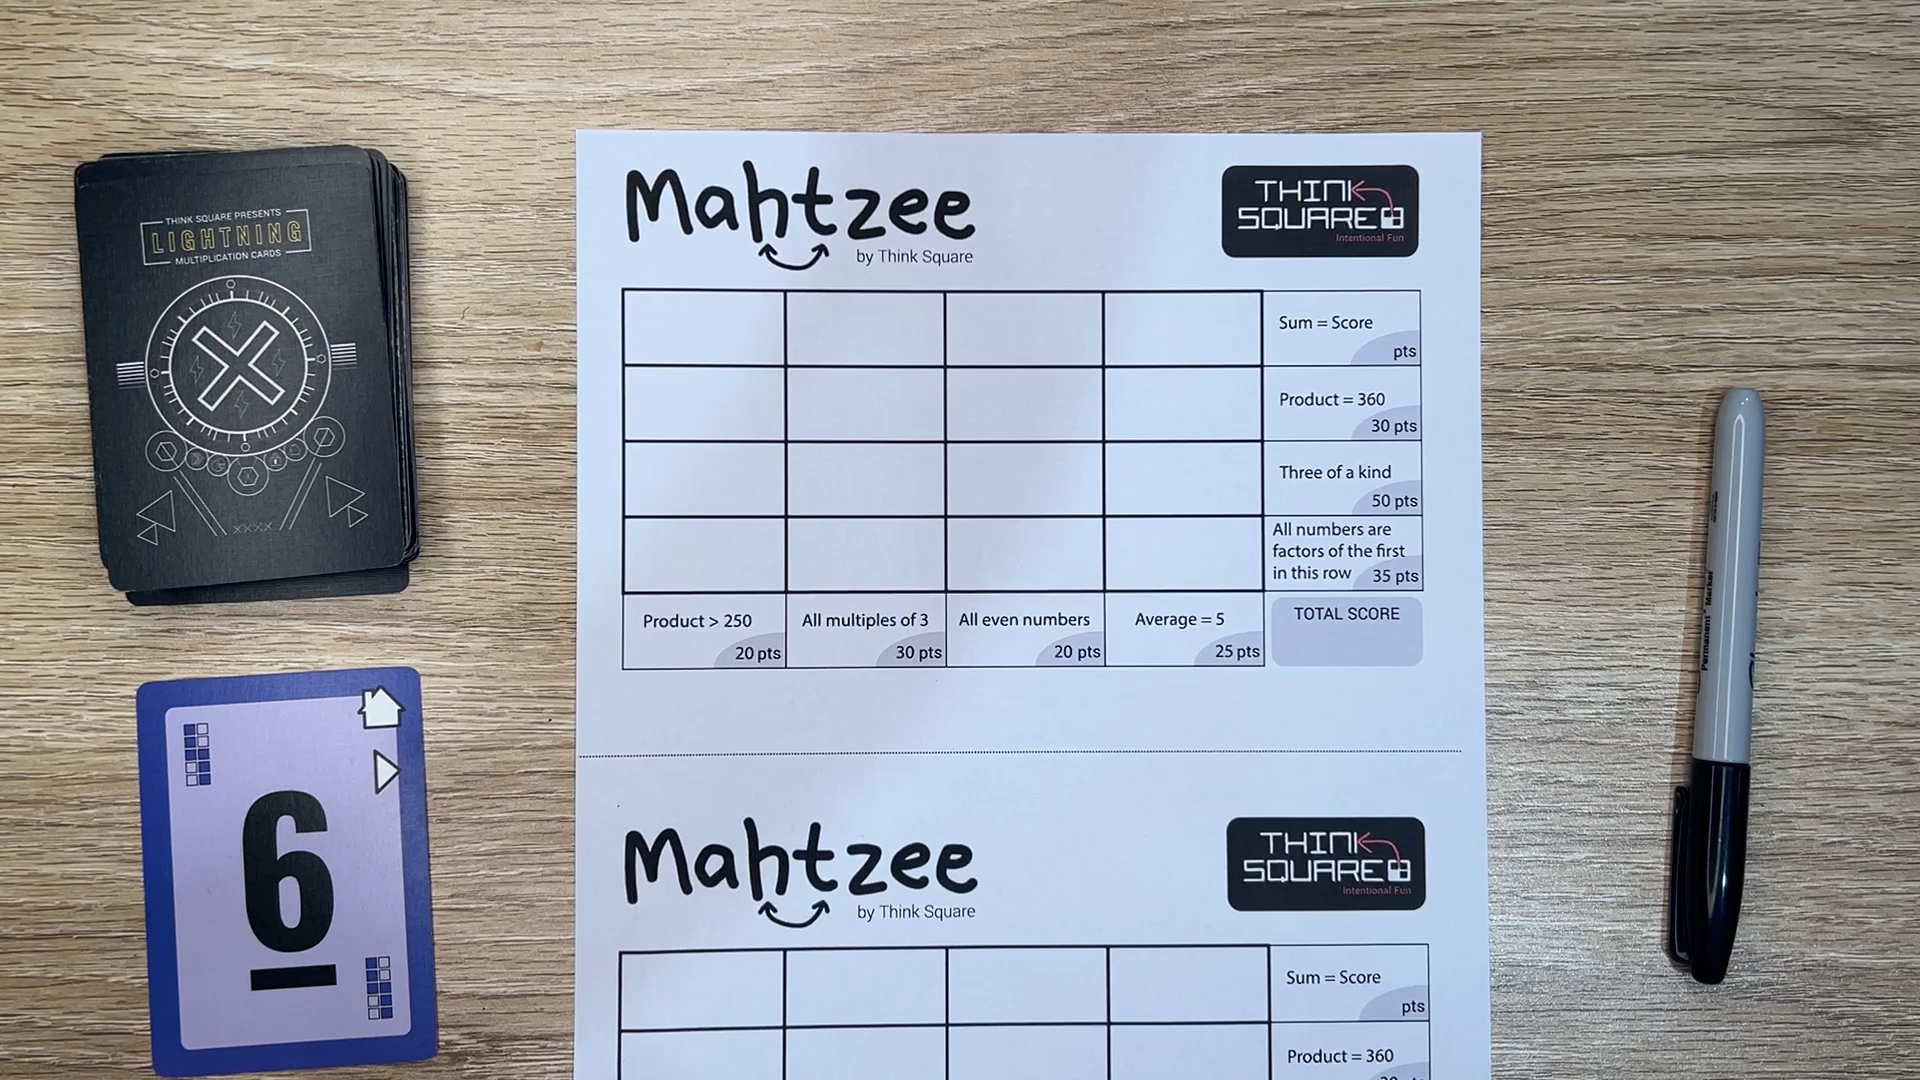 THINK SQUARE PRESENTS
LIGHTNING
MULTIPLICATION CARDS
XXXX
6
Mahtzee
by Think Square
THINK
SQUARE
Intentional Fun
Sum = Score
pts
Product = 360
30 pts
Three of a kind
50 pts
All numbers are
factors of the first
in this row 35 pts
Product > 250
20 pts
All multiples of 3
30 pts
All even numbers
20 pts
Average = 5
25 pts
TOTAL SCORE
Mahtzee
by Think Square
THINK
SQUARE
Intentional Fun
Sum = Score
pts
Product = 360
Permanent Marker